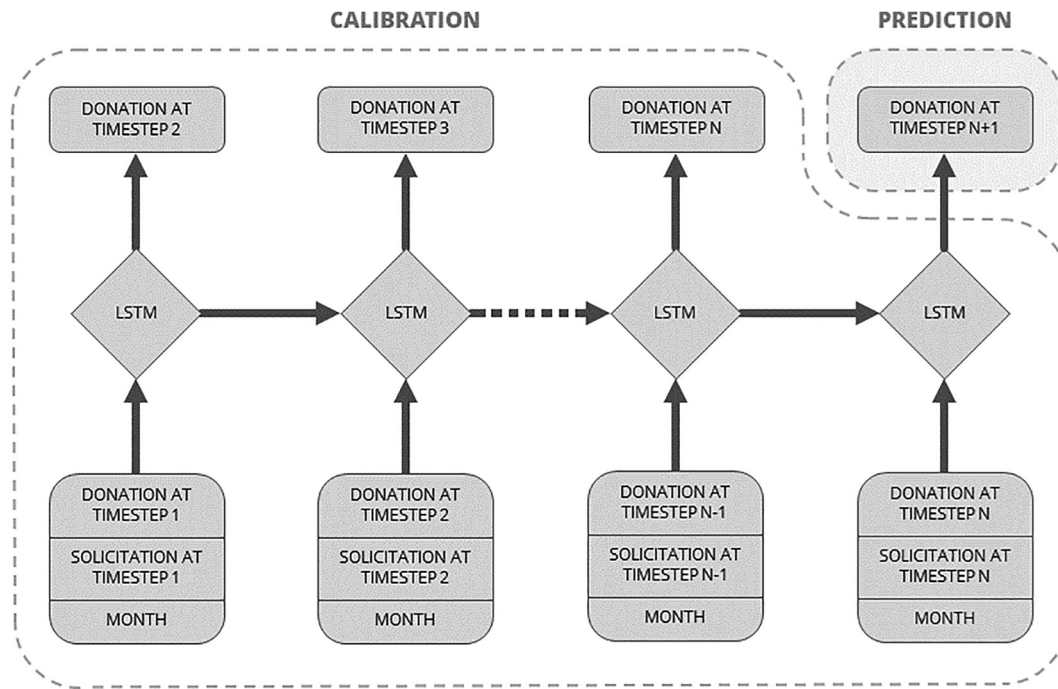 CALIBRATION
PREDICTION
DONATION AT
TIMESTEP 2
DONATION AT
TIMESTEP 3
DONATION AT
TIMESTEP N
DONATION AT
TIMESTEP N+1
LSTM
LSTM
LSTM
LSTM
DONATION AT
TIMESTEP 1
SOLICITATION AT
TIMESTEP 1
MONTH
DONATION AT
TIMESTEP 2
SOLICITATION AT
TIMESTEP 2
MONTH
DONATION AT
TIMESTEP N-1
SOLICITATION AT
TIMESTEP N-1
MONTH
DONATION AT
TIMESTEP N
SOLICITATION AT
TIMESTEP N
MONTH